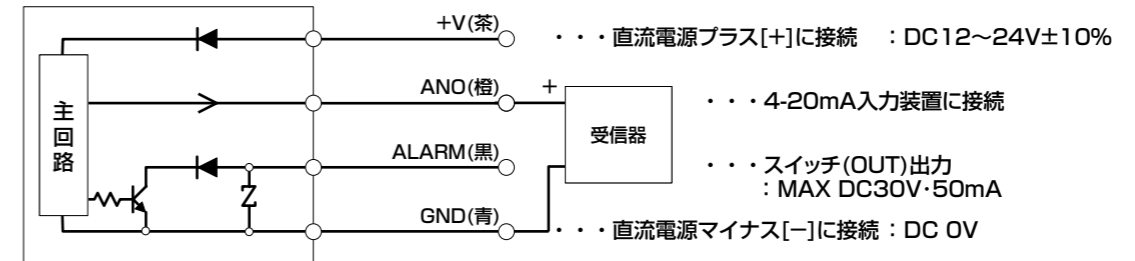 +V(茶)
・・・直流電源プラス[+]に接続 : DC12〜24V±10%
主回路
ANO(橙)
+
受信器
・・・4-20mA入力装置に接続
ALARM(黒)
・・・スイッチ(OUT)出力
: MAX DC30V・50mA
GND(青)
・・・直流電源マイナス[−]に接続 : DC 0V